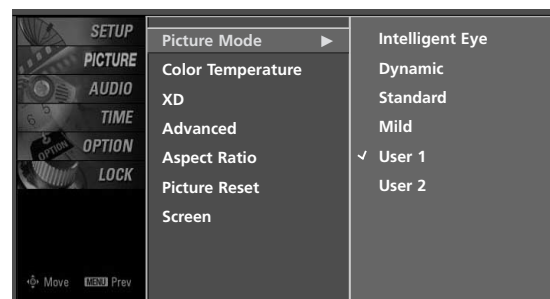 SETUP
PICTURE
AUDIO
TIME
OPTION
LOCK
Move MENU Prev
Picture Mode
Color Temperature
XD
Advanced
Aspect Ratio
Picture Reset
Screen
Intelligent Eye
Dynamic
Standard
Mild
User 1
User 2